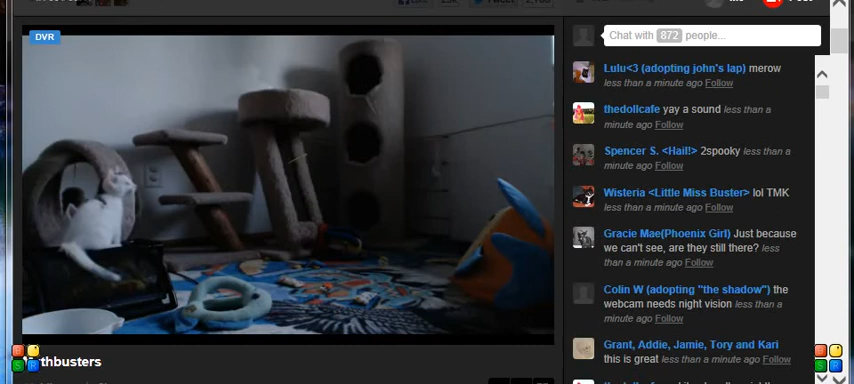 DVR
Chat with 872 people...
Lulu<3 (adopting john's lap) merow
less than a minute ago Follow
thedollcafe yay a sound less than a
minute ago Follow
Spencer S. <Hail!> 2spooky less than a
minute ago Follow
Wisteria <Little Miss Buster> lol TMK
less than a minute ago Follow
Gracie Mae(Phoenix Girl) Just because
we can't see, are they still there? less
than a minute ago Follow
Colin W (adopting "the shadow") the
webcam needs night vision less than a
minute ago Follow
Grant, Addie, Jamie, Tory and Kari
this is great less than a minute ago Follow
thbusters